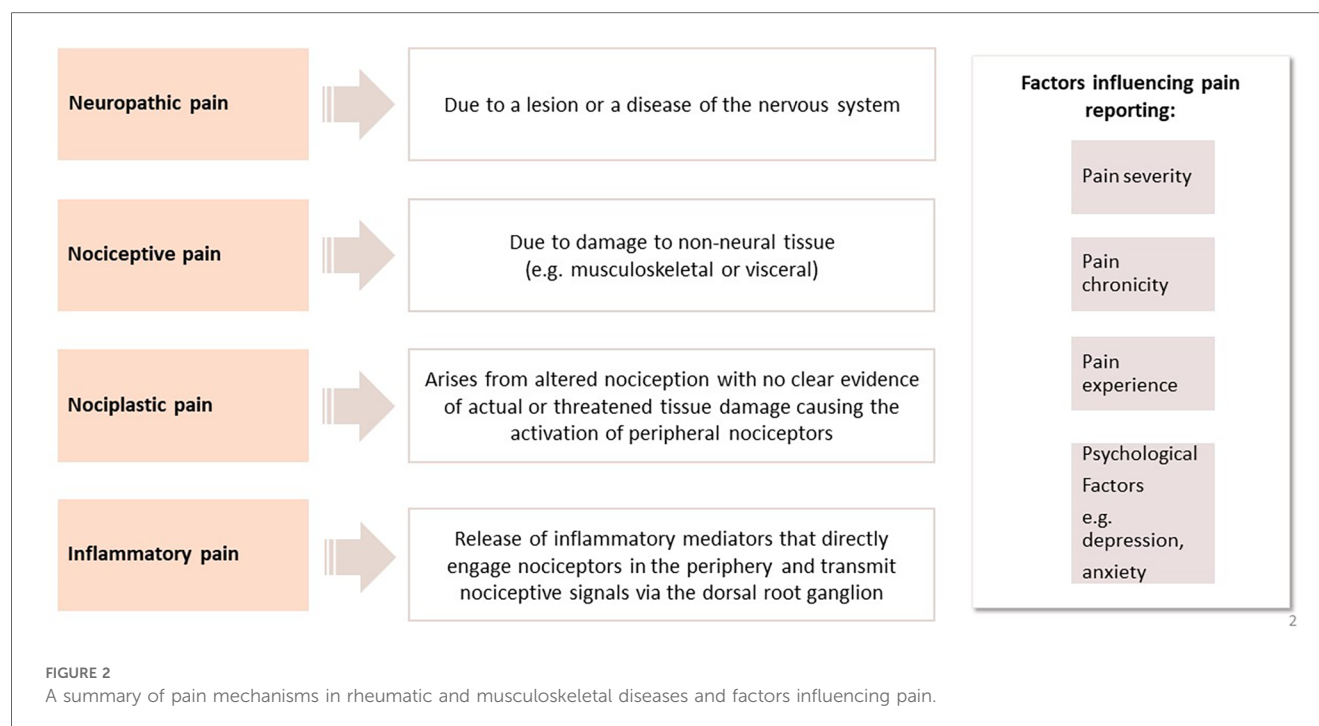 Neuropathic pain
Due to a lesion or a disease of the nervous system
Nociceptive pain
Due to damage to non-neural tissue
(e.g. musculoskeletal or visceral)
Nociplastic pain
Arises from altered nociception with no clear evidence
of actual or threatened tissue damage causing the
activation of peripheral nociceptors
Inflammatory pain
Release of inflammatory mediators that directly
engage nociceptors in the periphery and transmit
nociceptive signals via the dorsal root ganglion
Factors influencing pain
reporting:
Pain severity
Pain
chronicity
Pain
experience
Psychological
Factors
e.g.
depression,
anxiety
2
FIGURE 2
A summary of pain mechanisms in rheumatic and musculoskeletal diseases and factors influencing pain.